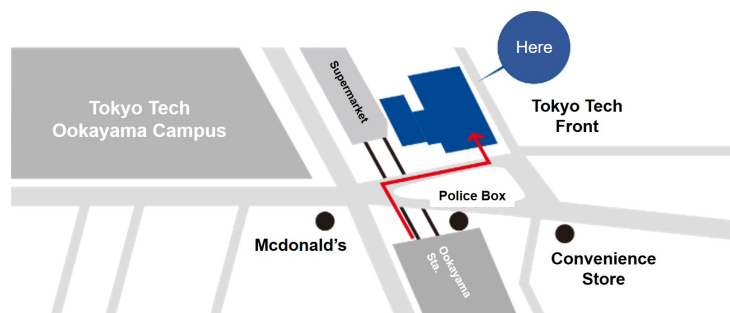 Here
Supermarket
Tokyo Tech
Ookayama Campus
Tokyo Tech
Front
Police Box
Mcdonald's
Ookayama
Sta.
Convenience
Store